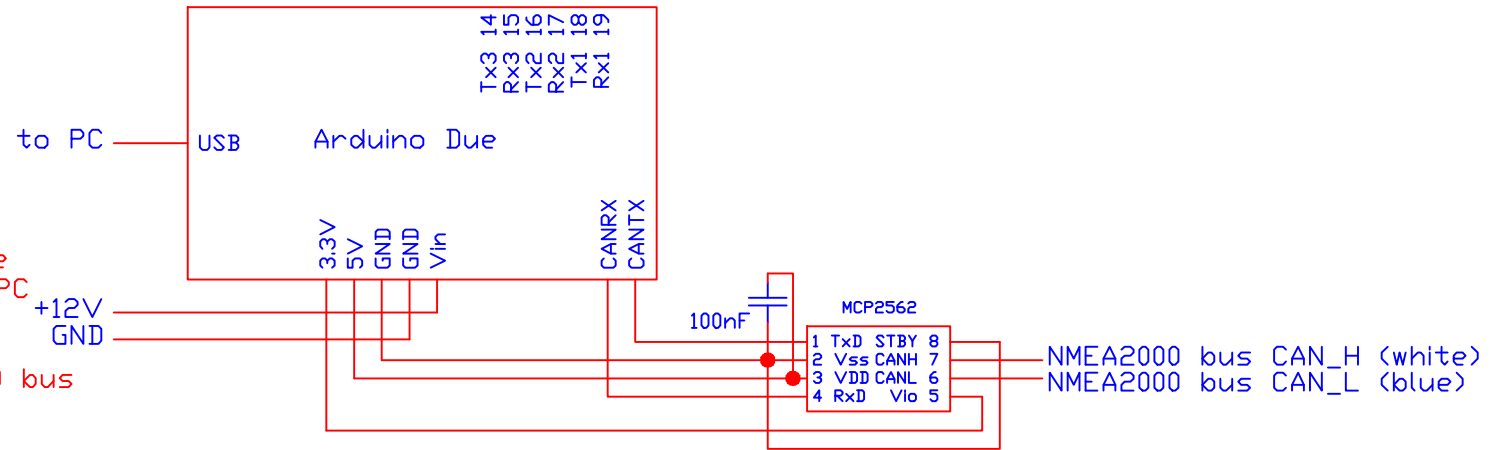 Tx3 14
Rx3 15
Tx2 16
Rx2 17
Tx1 18
Rx1 19
to PC
USB
Arduino Due
3.3V
5V
GND
GND
Vin
CANRX
CANTX
PC
+12V
GND
bus
100nF
MCP2562
1 TxD STBY 8
2 Vss CANH 7
3 VDD CANL 6
4 RxD VIo 5
NMEA2000 bus CAN_H (white)
NMEA2000 bus CAN_L (blue)